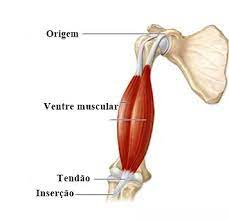 Origem
Ventre muscular
Tendão
Inserção